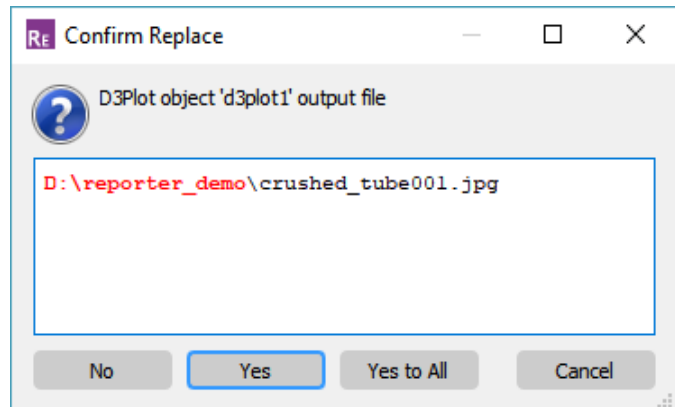 RE Confirm Replace
D3Plot object 'd3plot1' output file
D:\reporter_demo\crushed_tube001.jpg
No Yes Yes to All Cancel